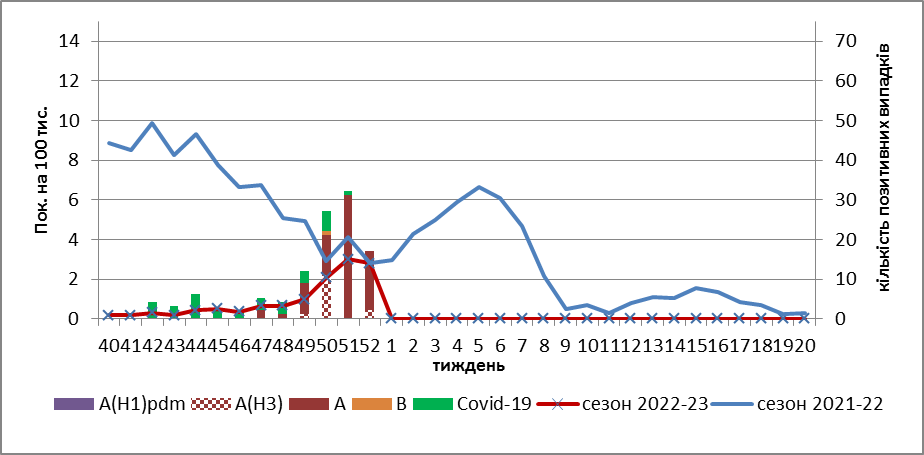 14 70
12 60
10 50
8 40
6 30
4 20
2 10
0 0
Пок. на 100 тис.
кількість позитивних випадків
40 41 42 43 44 45 46 47 48 49 50 51 52 1 2 3 4 5 6 7 8 9 10 11 12 13 14 15 16 17 18 19 20
тиждень
A(H1)pdm A(H3) A B Covid-19 сезон 2022-23 сезон 2021-22